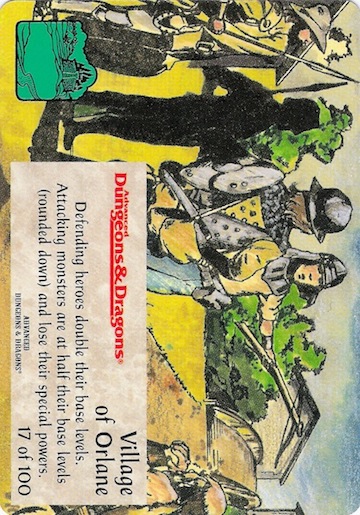 Village
of Orlane
Advanced
Dungeons & Dragons®
Defending heroes double their base levels.
Attacking monsters are at half their base levels
(rounded down) and lose their special powers.
ADVANCED
DUNGEONS & DRAGONS®
17 of 100